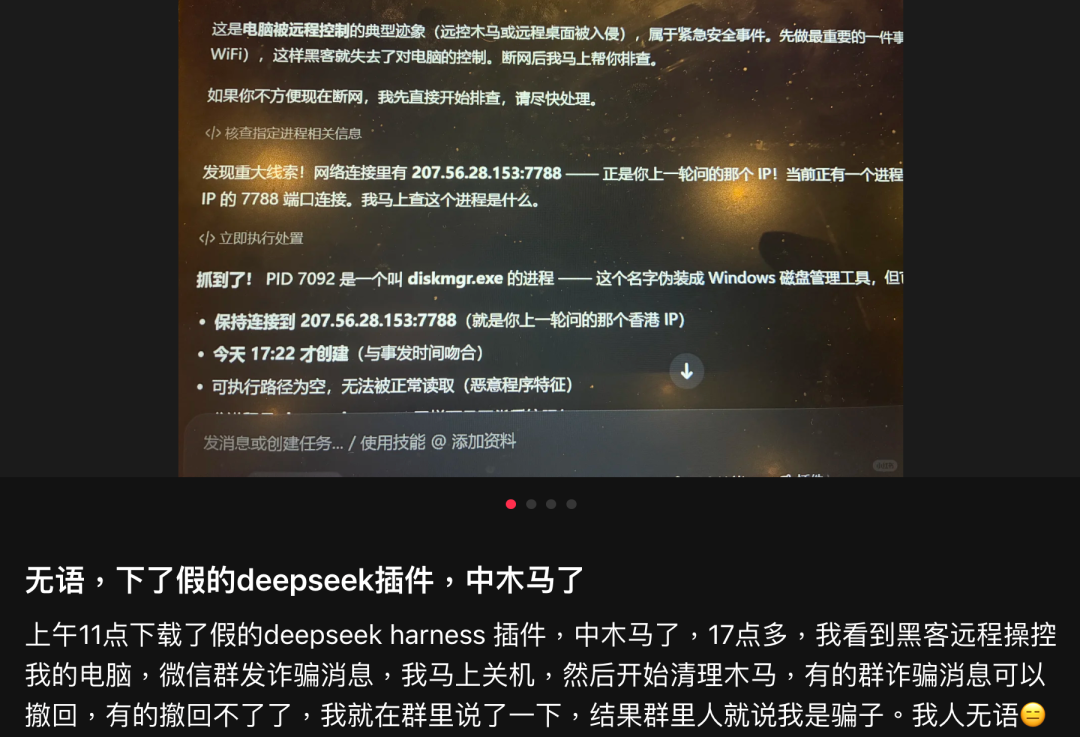 这是电脑被远程控制的典型迹象（远控木马或远程桌面被入侵），属于紧急安全事件。先做最重要的一件事
WiFi），这样黑客就失去了对电脑的控制。断网后我马上帮你排查。
如果你不方便现在断网，我先直接开始排查，请尽快处理。
</> 核查指定进程相关信息
发现重大线索！网络连接里有 207.56.28.153:7788 —— 正是你上一轮问的那个 IP！当前正有一个进程
IP 的 7788 端口连接。我马上查这个进程是什么。
</> 立即执行处置
抓到了！ PID 7092 是一个叫 diskmgr.exe 的进程 —— 这个名字伪装成 Windows 磁盘管理工具，但
• 保持连接到 207.56.28.153:7788（就是你上一轮问的那个香港 IP）
• 今天 17:22 才创建（与事发时间吻合）
• 可执行路径为空，无法被正常读取（恶意程序特征）
发消息或创建任务... / 使用技能 @ 添加资料
小红书
无语，下了假的deepseek插件，中木马了
上午11点下载了假的deepseek harness 插件，中木马了，17点多，我看到黑客远程操控
我的电脑，微信群发诈骗消息，我马上关机，然后开始清理木马，有的群诈骗消息可以
撤回，有的撤回不了了，我就在群里说了一下，结果群里人就说我是骗子。我人无语😑